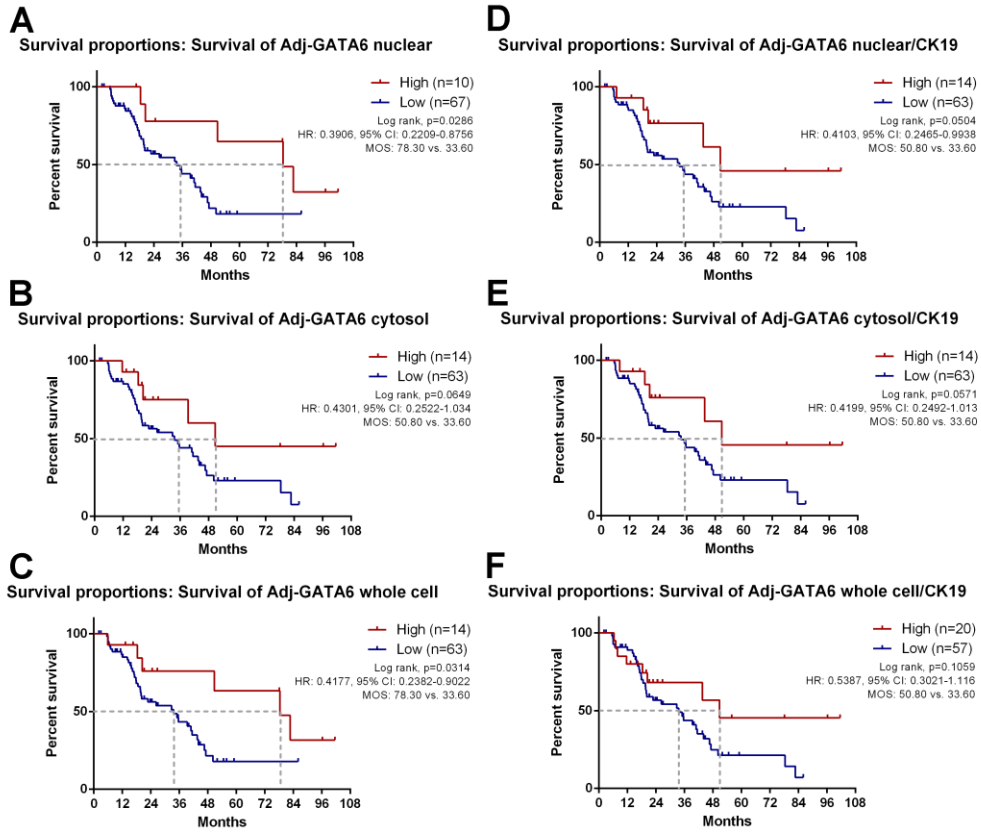 A
Survival proportions: Survival of Adj-GATA6 nuclear
High (n=10)
Low (n=67)
Log rank, p=0.0286
HR: 0.3906, 95% CI: 0.2209-0.8756
MOS: 78.30 vs. 33.60
Percent survival
100
50
0
0 12 24 36 48 60 72 84 96 108
Months
B
Survival proportions: Survival of Adj-GATA6 cytosol
High (n=14)
Low (n=63)
Log rank, p=0.0649
HR: 0.4301, 95% CI: 0.2522-1.034
MOS: 50.80 vs. 33.60
Percent survival
100
50
0
0 12 24 36 48 60 72 84 96 108
Months
C
Survival proportions: Survival of Adj-GATA6 whole cell
High (n=14)
Low (n=63)
Log rank, p=0.0314
HR: 0.4177, 95% CI: 0.2382-0.9022
MOS: 78.30 vs. 33.60
Percent survival
100
50
0
0 12 24 36 48 60 72 84 96 108
Months
D
Survival proportions: Survival of Adj-GATA6 nuclear/CK19
High (n=14)
Low (n=63)
Log rank, p=0.0504
HR: 0.4103, 95% CI: 0.2465-0.9938
MOS: 50.80 vs. 33.60
Percent survival
100
50
0
0 12 24 36 48 60 72 84 96 108
Months
E
Survival proportions: Survival of Adj-GATA6 cytosol/CK19
High (n=14)
Low (n=63)
Log rank, p=0.0571
HR: 0.4199, 95% CI: 0.2492-1.013
MOS: 50.80 vs. 33.60
Percent survival
100
50
0
0 12 24 36 48 60 72 84 96 108
Months
F
Survival proportions: Survival of Adj-GATA6 whole cell/CK19
High (n=20)
Low (n=57)
Log rank, p=0.1059
HR: 0.5387, 95% CI: 0.3021-1.116
MOS: 50.80 vs. 33.60
Percent survival
100
50
0
0 12 24 36 48 60 72 84 96 108
Months